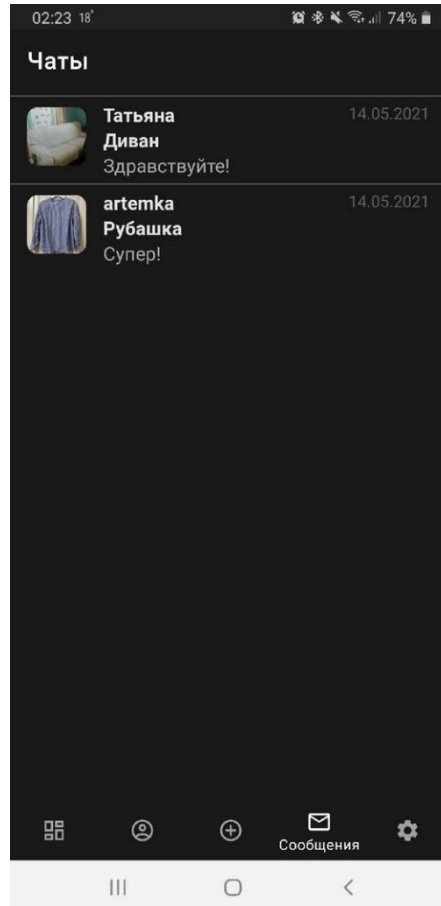 02:23 18° 74%
Чаты
Татьяна 14.05.2021
Диван
Здравствуйте!
artemka 14.05.2021
Рубашка
Супер!
Сообщения